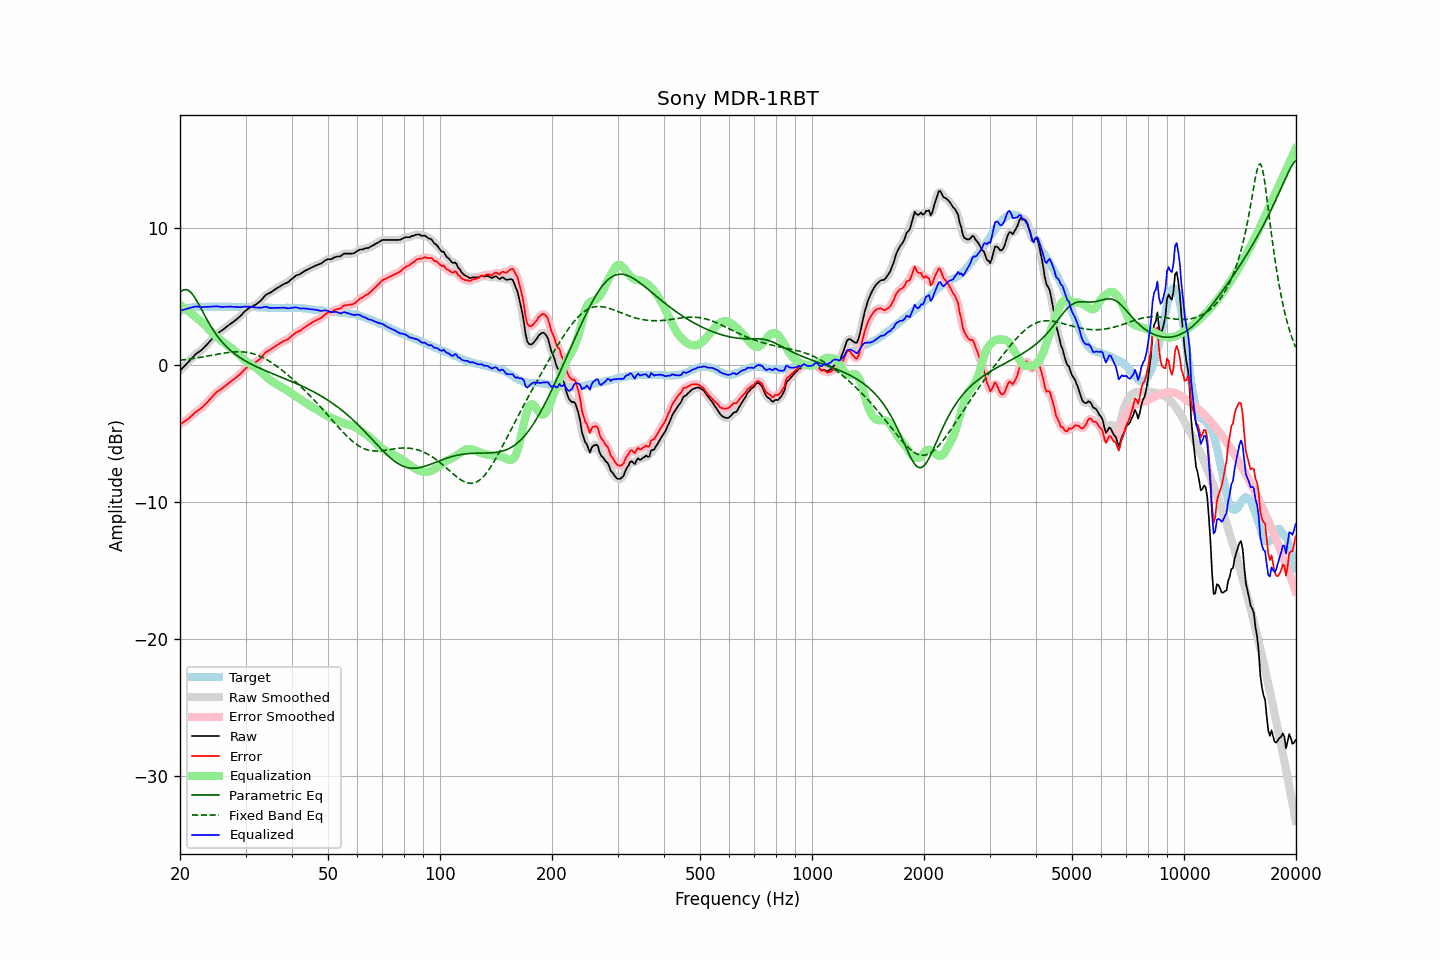 Sony MDR-1RBT
Amplitude (dBr)
10
0
−10
−20
−30
Target
Raw Smoothed
Error Smoothed
Raw
Error
Equalization
Parametric Eq
Fixed Band Eq
Equalized
20 50 100 200 500 1000 2000 5000 10000 20000
Frequency (Hz)